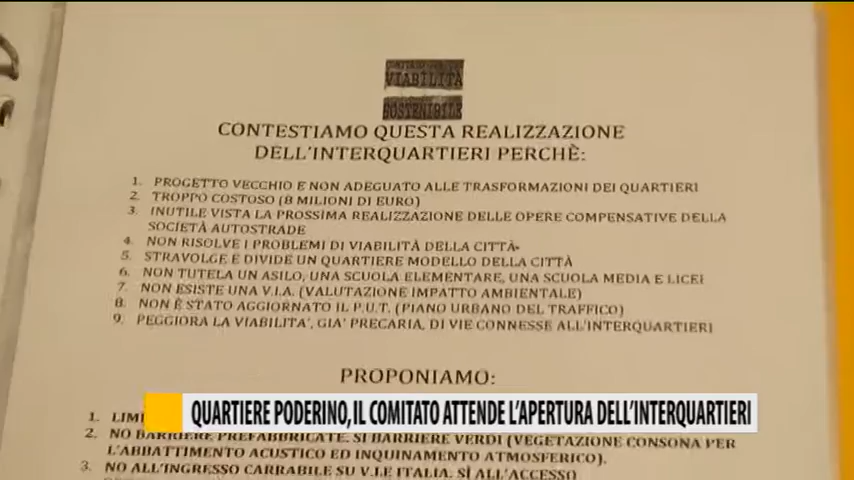 VIABILITÀ
SOSTENIBILE
CONTESTIAMO QUESTA REALIZZAZIONE
DELL'INTERQUARTIERI PERCHÈ:
1. PROGETTO VECCHIO E NON ADEGUATO ALLE TRASFORMAZIONI DEI QUARTIERI
2. TROPPO COSTOSO (8 MILIONI DI EURO)
3. INUTILE VISTA LA PROSSIMA REALIZZAZIONE DELLE OPERE COMPENSATIVE DELLA
SOCIETÀ AUTOSTRADE
4. NON RISOLVE I PROBLEMI DI VIABILITÀ DELLA CITTÀ
5. STRAVOLGE E DIVIDE UN QUARTIERE MODELLO DELLA CITTÀ
6. NON TUTELA UN ASILO, UNA SCUOLA ELEMENTARE, UNA SCUOLA MEDIA E LICEI
7. NON ESISTE UNA V.I.A. (VALUTAZIONE IMPATTO AMBIENTALE)
8. NON È STATO AGGIORNATO IL P.U.T. (PIANO URBANO DEL TRAFFICO)
9. PEGGIORA LA VIABILITA', GIA' PRECARIA, DI VIE CONNESSE ALL'INTERQUARTIERI
PROPONIAMO:
1.
QUARTIERE PODERINO, IL COMITATO ATTENDE L'APERTURA DELL'INTERQUARTIERI
2. NO BARRIERE PREFABBRICATE. SI BARRIERE VERDI (VEGETAZIONE CONSONA PER
L'ABBATTIMENTO ACUSTICO ED INQUINAMENTO ATMOSFERICO).
3. NO ALL'INGRESSO CARRABILE SU V.LE ITALIA. SÌ ALL'ACCESSO